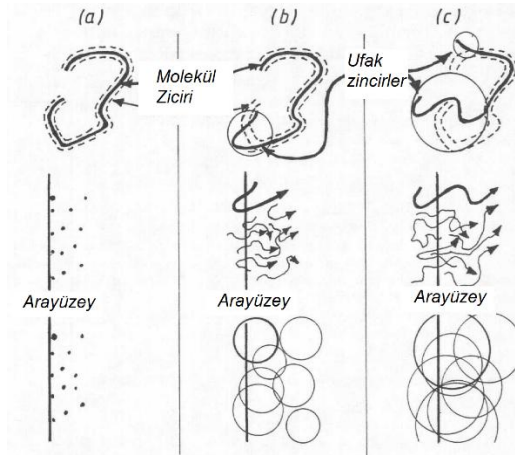 (a)
(b)
(c)
Molekül
Ziciri
Ufak
zincirler
Arayüzey
Arayüzey
Arayüzey